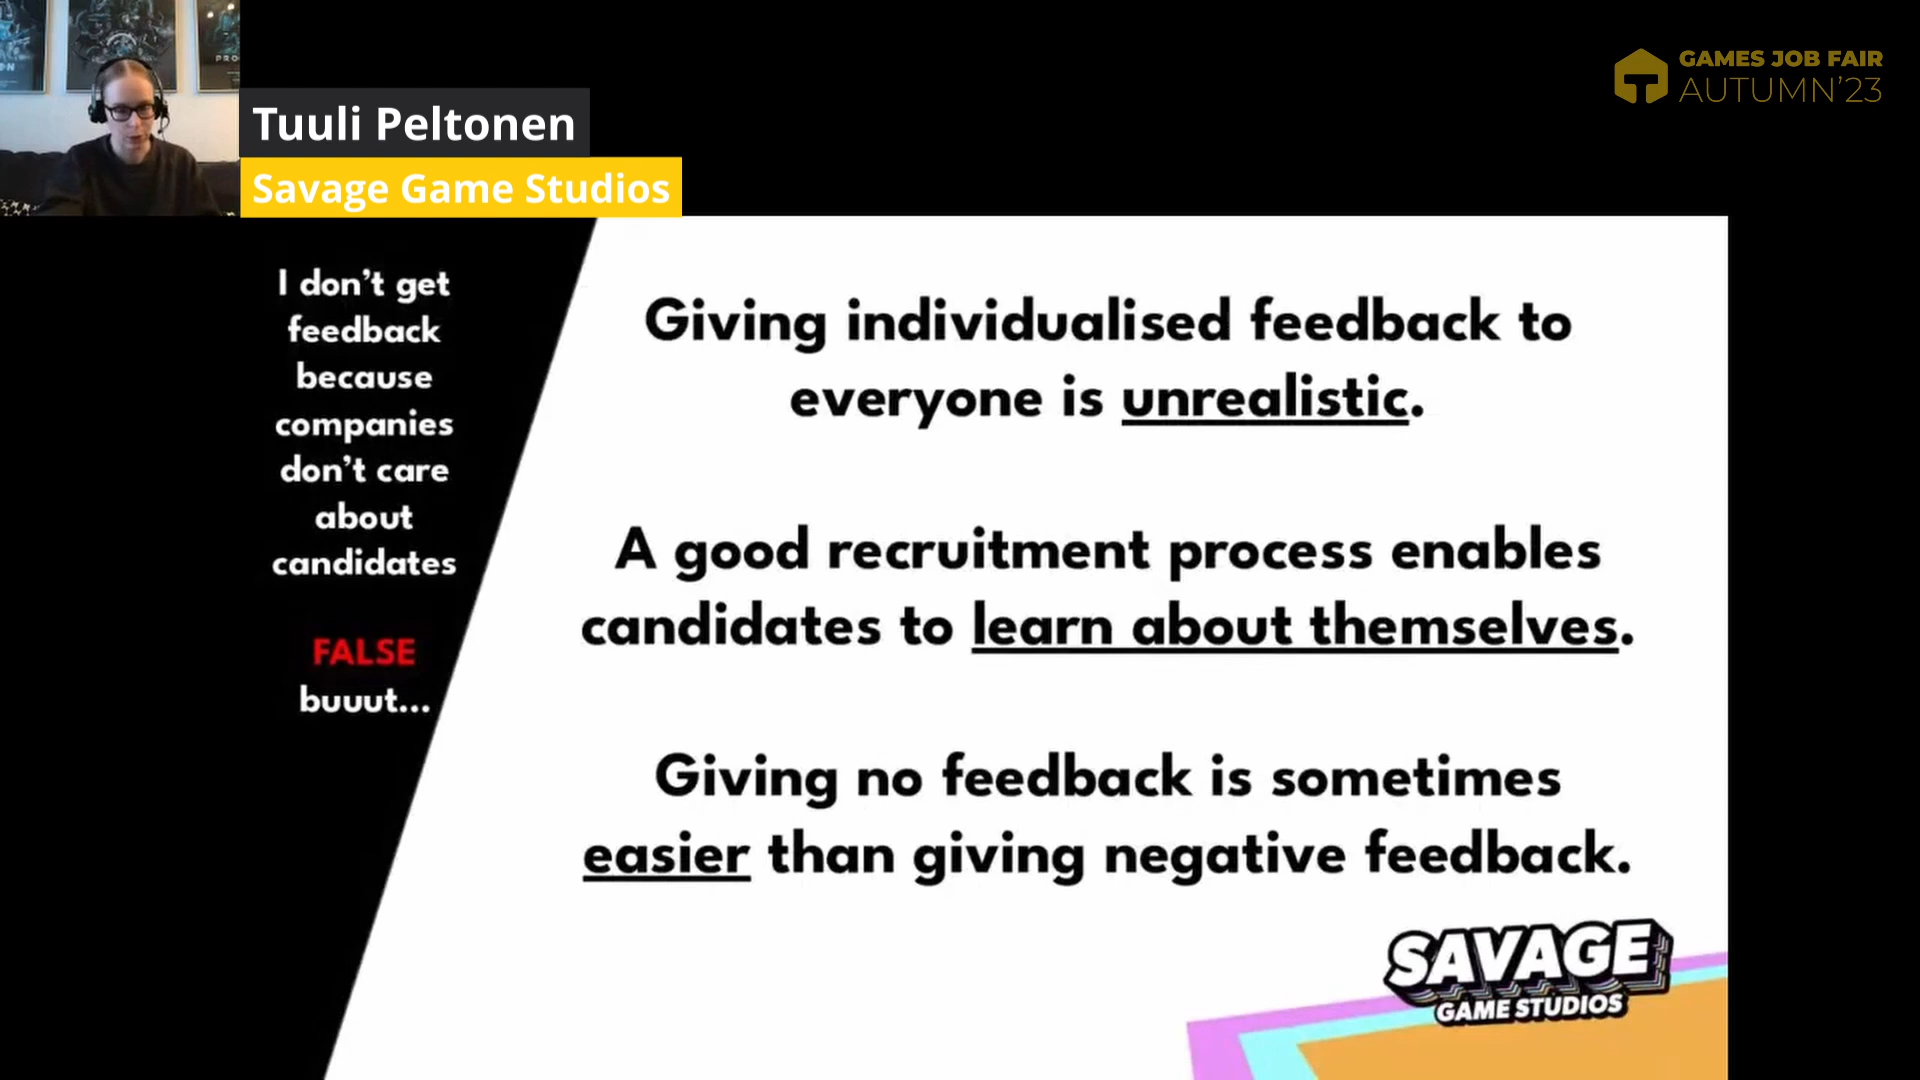 GAMES JOB FAIR
AUTUMN'23
PRO
Tuuli Peltonen
Savage Game Studios
I don't get
feedback
because
companies
don't care
about
candidates
FALSE
buuut...
Giving individualised feedback to
everyone is unrealistic.
A good recruitment process enables
candidates to learn about themselves.
Giving no feedback is sometimes
easier than giving negative feedback.
SAVAGE
GAME STUDIOS